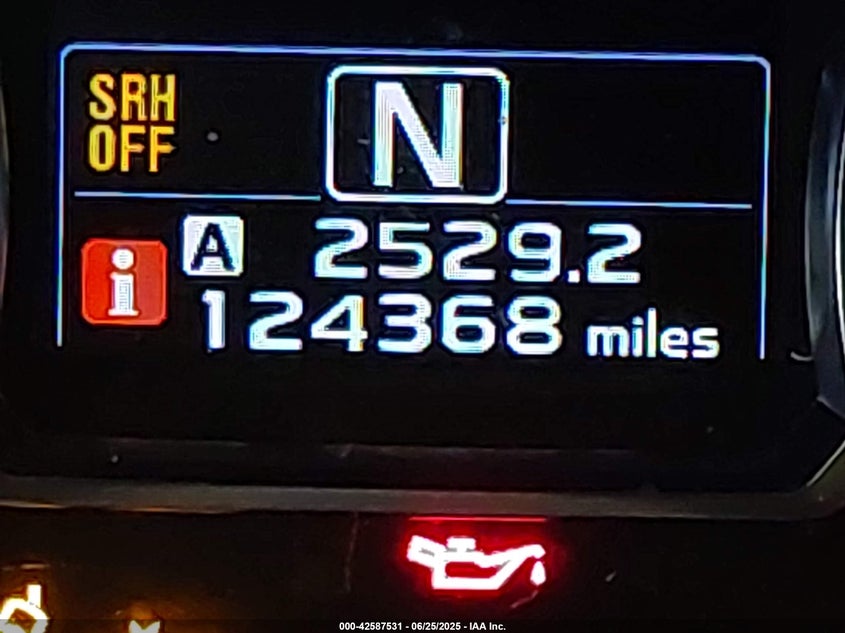 SRH
OFF
N
A 2529.2
i
124368 miles
000-42587531 - 06/25/2025 - IAA Inc.